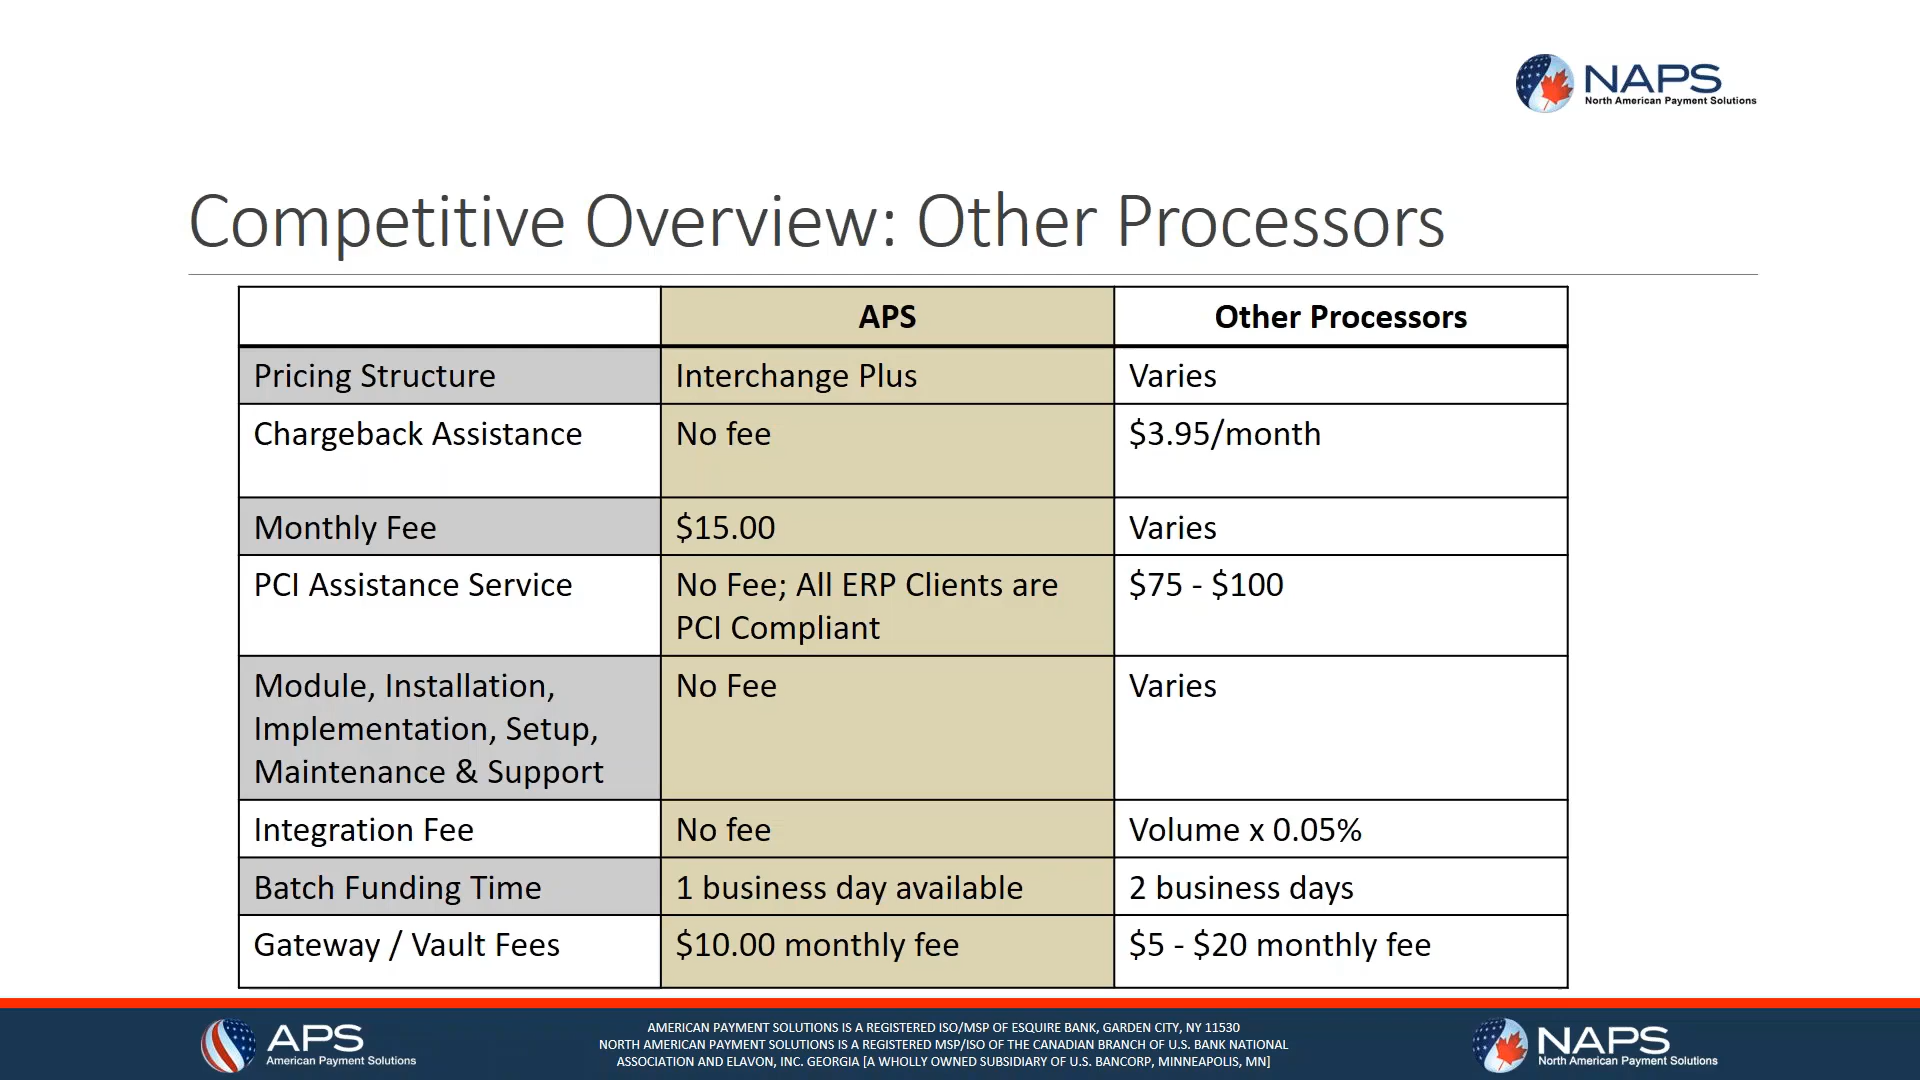 NAPS
North American Payment Solutions
Competitive Overview: Other Processors
APS
Other Processors
Pricing Structure
Interchange Plus
Varies
Chargeback Assistance
No fee
$3.95/month
Monthly Fee
$15.00
Varies
PCI Assistance Service
No Fee; All ERP Clients are
PCI Compliant
$75 - $100
Module, Installation,
Implementation, Setup,
Maintenance & Support
No Fee
Varies
Integration Fee
No fee
Volume x 0.05%
Batch Funding Time
1 business day available
2 business days
Gateway / Vault Fees
$10.00 monthly fee
$5 - $20 monthly fee
APS
American Payment Solutions
AMERICAN PAYMENT SOLUTIONS IS A REGISTERED ISO/MSP OF ESQUIRE BANK, GARDEN CITY, NY 11530
NORTH AMERICAN PAYMENT SOLUTIONS IS A REGISTERED MSP/ISO OF THE CANADIAN BRANCH OF U.S. BANK NATIONAL
ASSOCIATION AND ELAVON, INC. GEORGIA [A WHOLLY OWNED SUBSIDIARY OF U.S. BANCORP, MINNEAPOLIS, MN]
NAPS
North American Payment Solutions